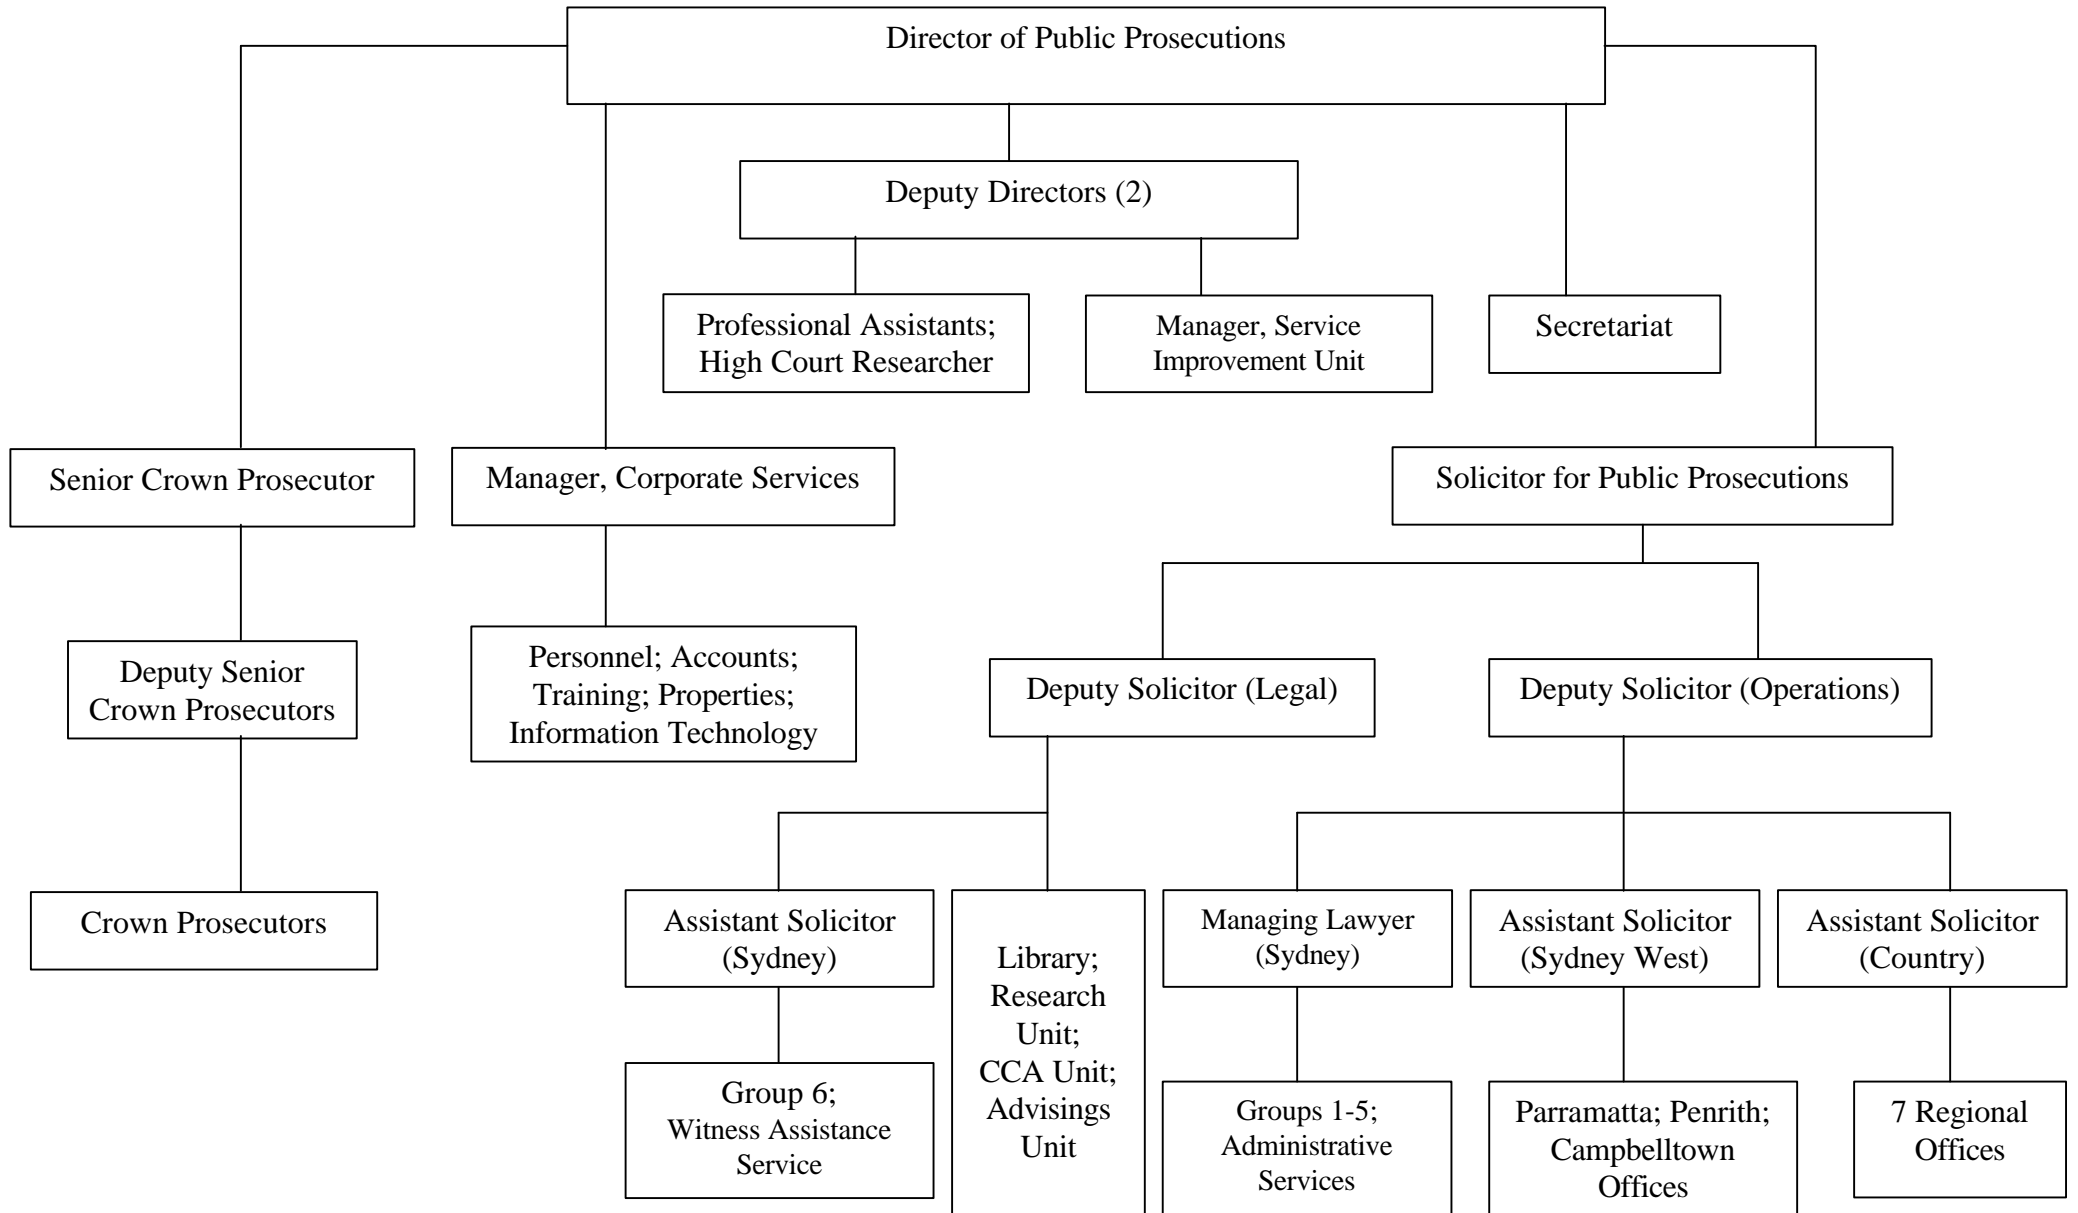 Director of Public Prosecutions
Deputy Directors (2)
Professional Assistants;
High Court Researcher
Manager, Service
Improvement Unit
Secretariat
Senior Crown Prosecutor
Manager, Corporate Services
Solicitor for Public Prosecutions
Deputy Senior
Crown Prosecutors
Personnel; Accounts;
Training; Properties;
Information Technology
Deputy Solicitor (Legal)
Deputy Solicitor (Operations)
Crown Prosecutors
Assistant Solicitor
(Sydney)
Library;
Research
Unit;
CCA Unit;
Advisings
Unit
Managing Lawyer
(Sydney)
Assistant Solicitor
(Sydney West)
Assistant Solicitor
(Country)
Group 6;
Witness Assistance
Service
Groups 1-5;
Administrative
Services
Parramatta; Penrith;
Campbelltown
Offices
7 Regional
Offices